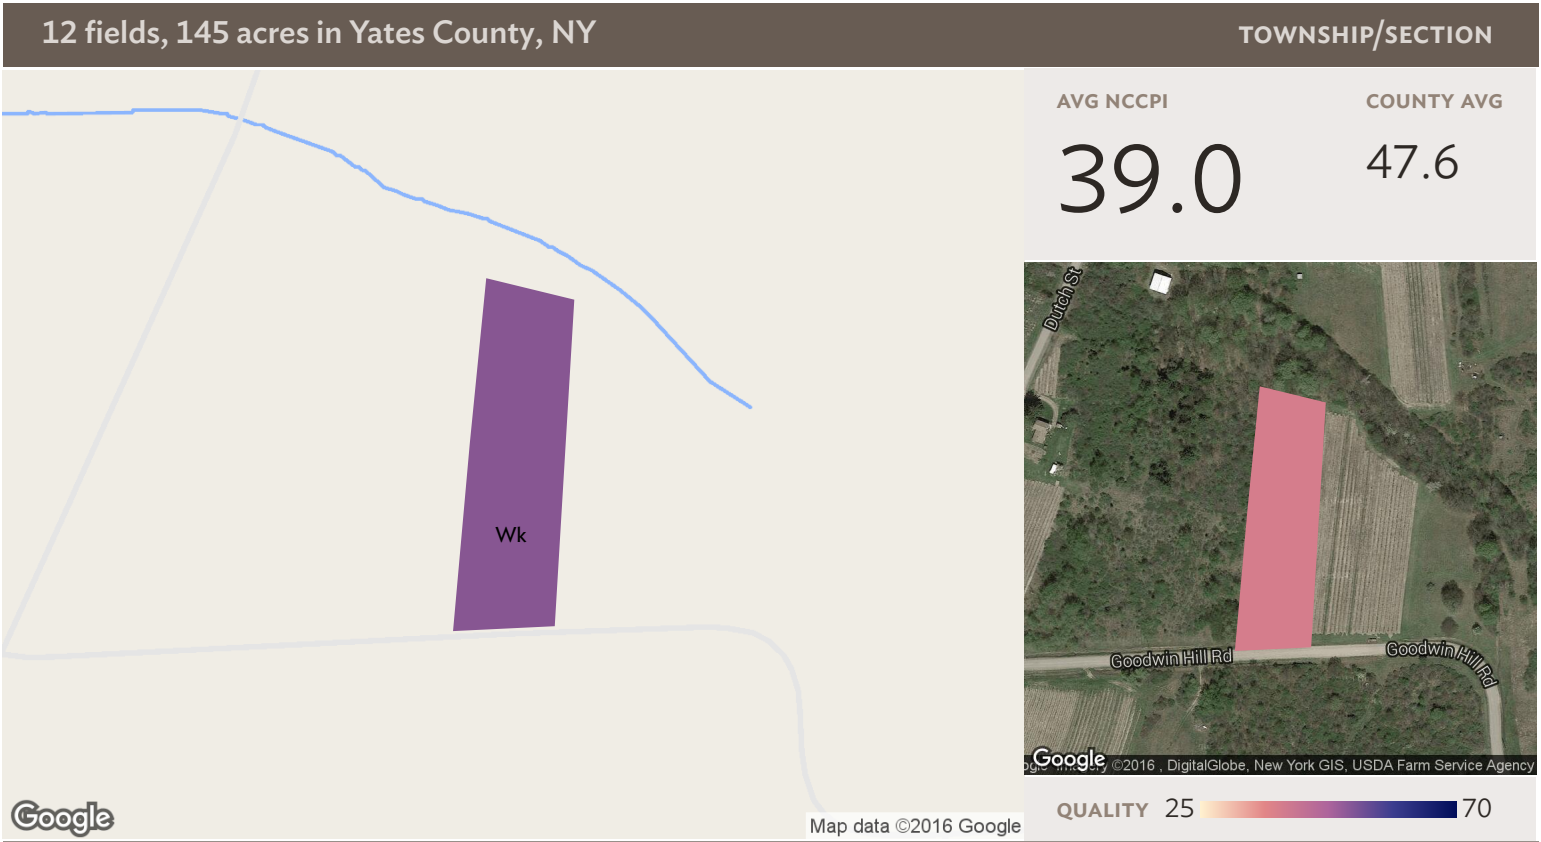 12 fields, 145 acres in Yates County, NY
TOWNSHIP/SECTION
AVG NCCPI
COUNTY AVG
39.0
47.6
Wk
Dutch St
Goodwin Hill Rd
Goodwin Hill Rd
Google
©2016 , DigitalGlobe, New York GIS, USDA Farm Service Agency
Google
Map data ©2016 Google
QUALITY 25 70